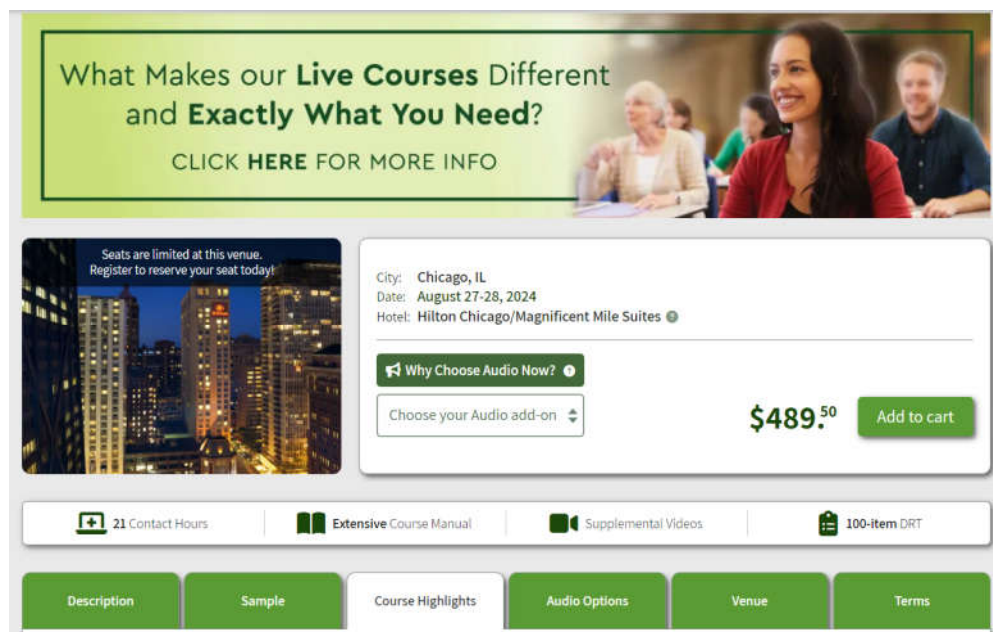 What Makes our Live Courses Different
and Exactly What You Need?
CLICK HERE FOR MORE INFO
Seats are limited at this venue.
Register to reserve your seat today!
City: Chicago, IL
Date: August 27-28, 2024
Hotel: Hilton Chicago/Magnificent Mile Suites ?
Why Choose Audio Now? ?
Choose your Audio add-on
$489.50
Add to cart
21 Contact Hours
Extensive Course Manual
Supplemental Videos
100-item DRT
Description
Sample
Course Highlights
Audio Options
Venue
Terms